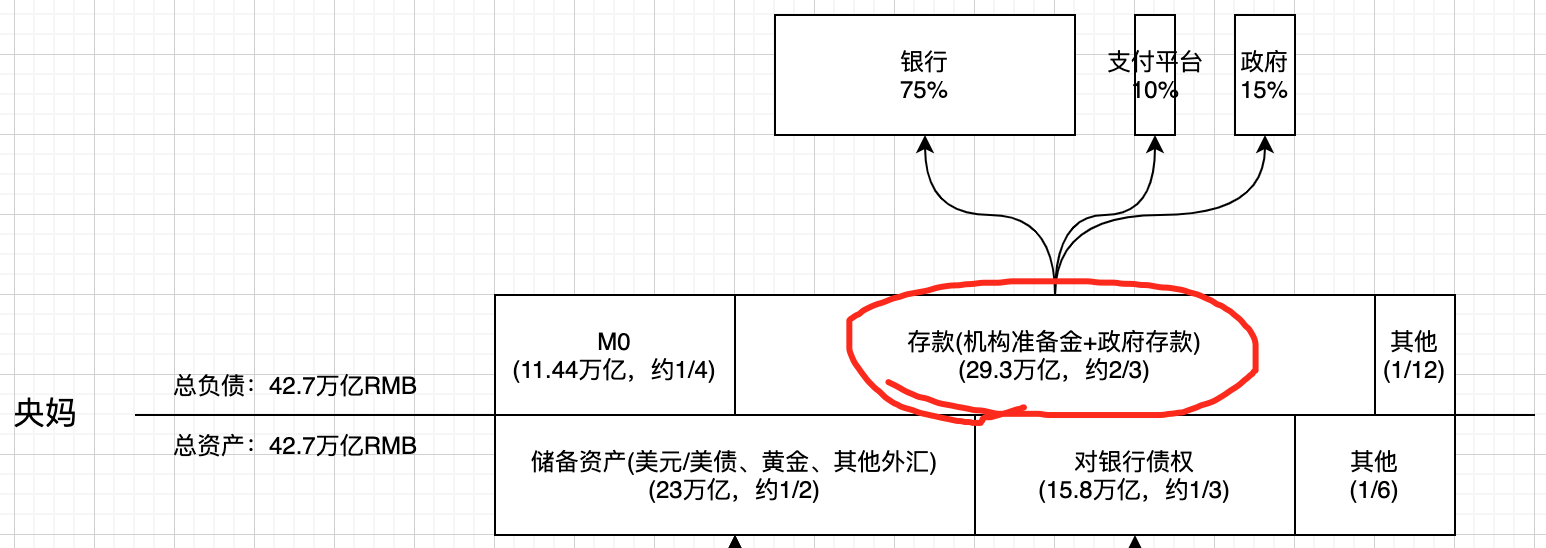 银行
75%
支付平台
10%
政府
15%
M0
(11.44万亿，约1/4)
存款(机构准备金+政府存款)
(29.3万亿，约2/3)
其他
(1/12)
总负债：42.7万亿RMB
央妈
总资产：42.7万亿RMB
储备资产(美元/美债、黄金、其他外汇)
(23万亿，约1/2)
对银行债权
(15.8万亿，约1/3)
其他
(1/6)